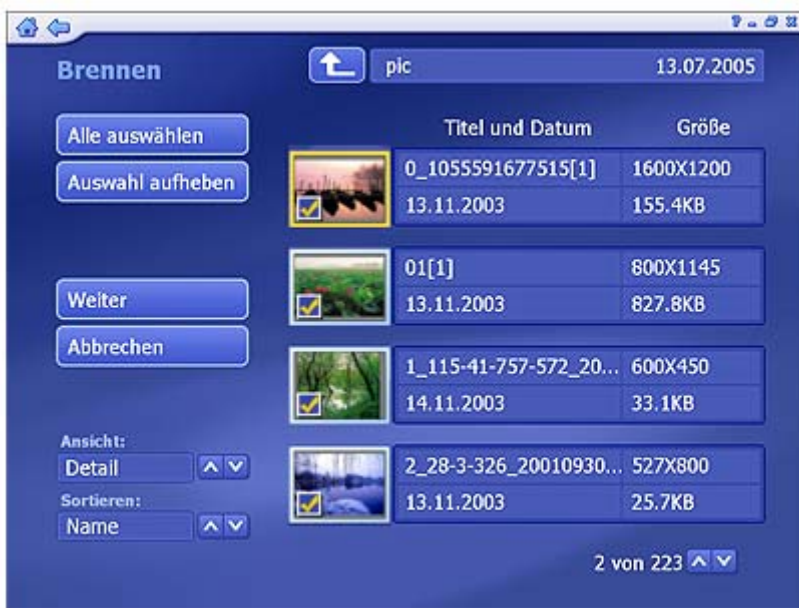 Brennen
pic 13.07.2005
Alle auswählen
Auswahl aufheben
Weiter
Abbrechen
Ansicht:
Detail
Sortieren:
Name
Titel und Datum Größe
0_1055591677515[1] 1600X1200
13.11.2003 155.4KB
01[1] 800X1145
13.11.2003 827.8KB
1_115-41-757-572_20... 600X450
14.11.2003 33.1KB
2_28-3-326_20010930... 527X800
13.11.2003 25.7KB
2 von 223